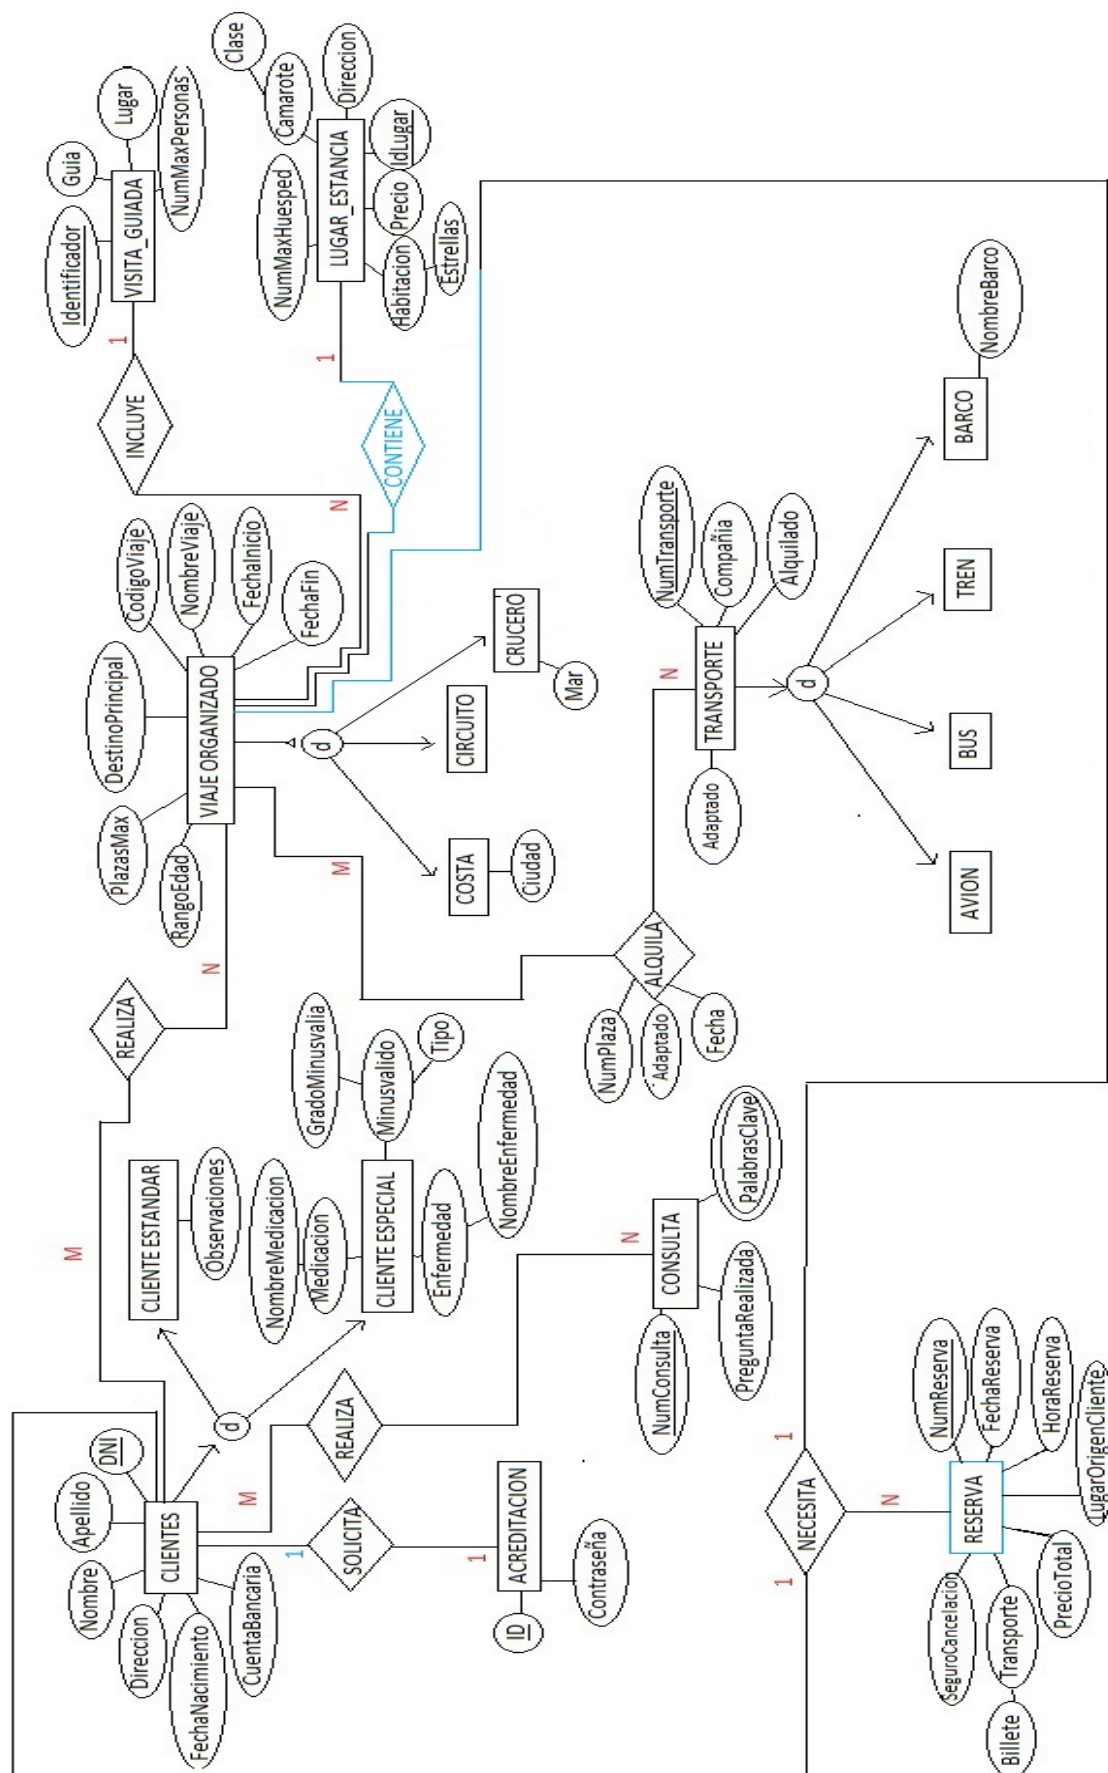 Nombre
Apellido
DNI
Direccion
CLIENTES
FechaNacimiento
CuentaBancaria
M
REALIZA
N
d
CLIENTE ESTANDAR
Observaciones
NombreMedicacion
Medicacion
CLIENTE ESPECIAL
Enfermedad
NombreEnfermedad
GradoMinusvalia
Minusvalido
Tipo
M
REALIZA
N
CONSULTA
NumConsulta
PreguntaRealizada
PalabrasClave
1
SOLICITA
1
ACREDITACION
ID
Contraseña
PlazasMax
RangoEdad
DestinoPrincipal
VIAJE ORGANIZADO
CodigoViaje
NombreViaje
FechaInicio
FechaFin
N
INCLUYE
1
Identificador
Guia
VISITA_GUIADA
Lugar
NumMaxPersonas
CONTIENE
1
NumMaxHuesped
Camarote
Clase
LUGAR_ESTANCIA
Direccion
Habitacion
Estrellas
Precio
IdLugar
d
COSTA
Ciudad
CIRCUITO
CRUCERO
Mar
M
ALQUILA
NumPlaza
Adaptado
Fecha
N
Adaptado
TRANSPORTE
NumTransporte
Compañia
Alquilado
d
AVION
BUS
TREN
BARCO
NombreBarco
1
NECESITA
1
N
RESERVA
NumReserva
FechaReserva
HoraReserva
LugarOrigenCliente
SeguroCancelacion
Transporte
Billete
PrecioTotal